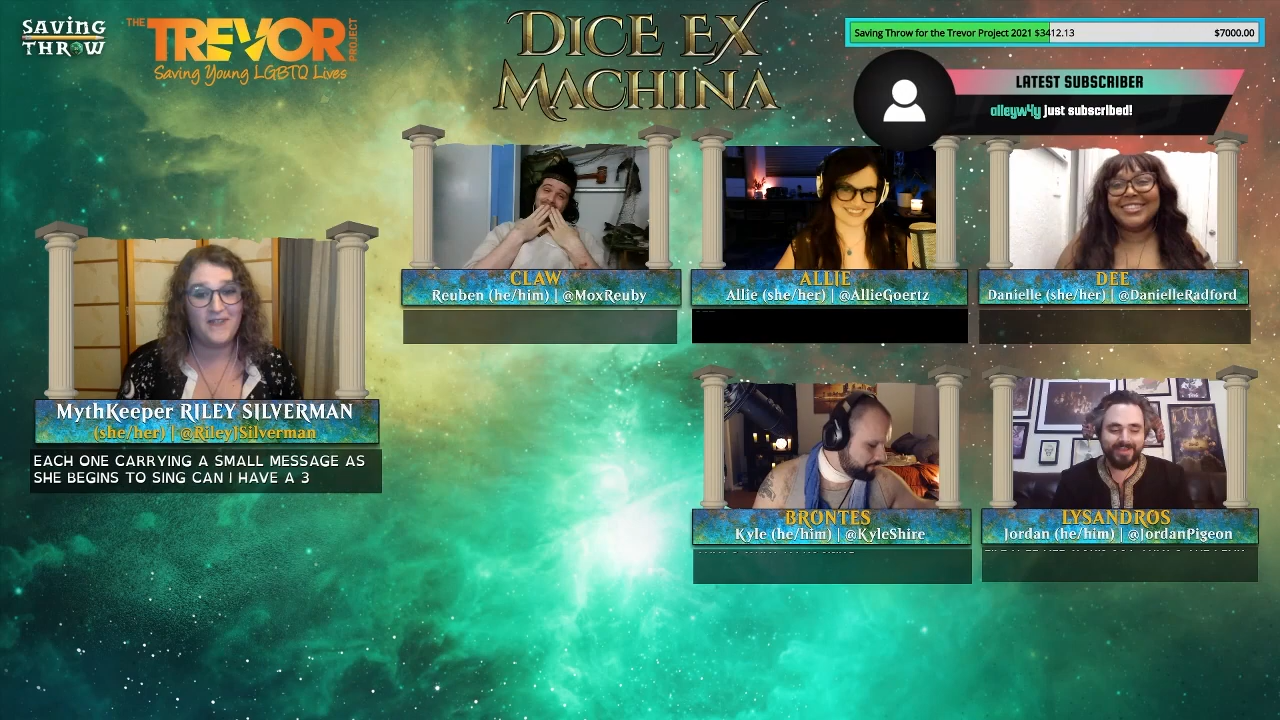 SAVING
THROW
THE
TREVOR
PROJECT
Saving Young LGBTQ Lives
DICE EX
MACHINA
Saving Throw for the Trevor Project 2021 $3412.13
$7000.00
LATEST SUBSCRIBER
alleyw4y just subscribed!
CLAW
Reuben (he/him) | @MoxReuby
ALLIE
Allie (she/her) | @AllieGoertz
DEE
Danielle (she/her) | @DanielleRadford
MythKeeper RILEY SILVERMAN
(she/her) | @RileyJSilverman
EACH ONE CARRYING A SMALL MESSAGE AS
SHE BEGINS TO SING CAN I HAVE A 3
BRONTES
Kyle (he/him) | @KyleShire
LYSANDROS
Jordan (he/him) | @JordanPigeon